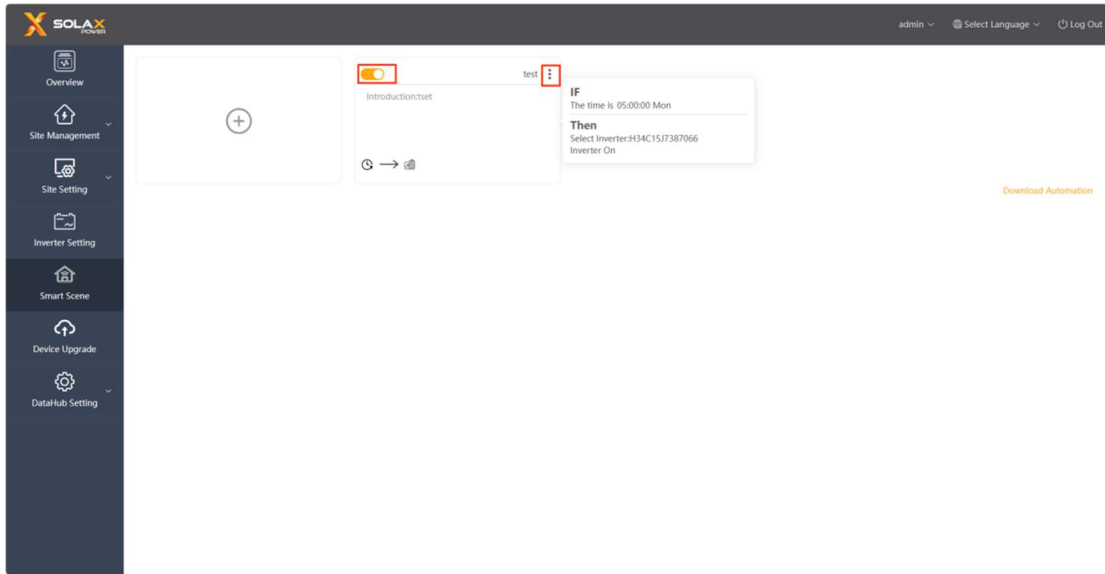 SOLAX
POWER
admin
Select Language
Log Out
Overview
Site Management
Site Setting
Inverter Setting
Smart Scene
Device Upgrade
DataHub Setting
test
Introduction:tset
IF
The time is 05:00:00 Mon
Then
Select Inverter:H34C15J7387066
Inverter On
Download Automation